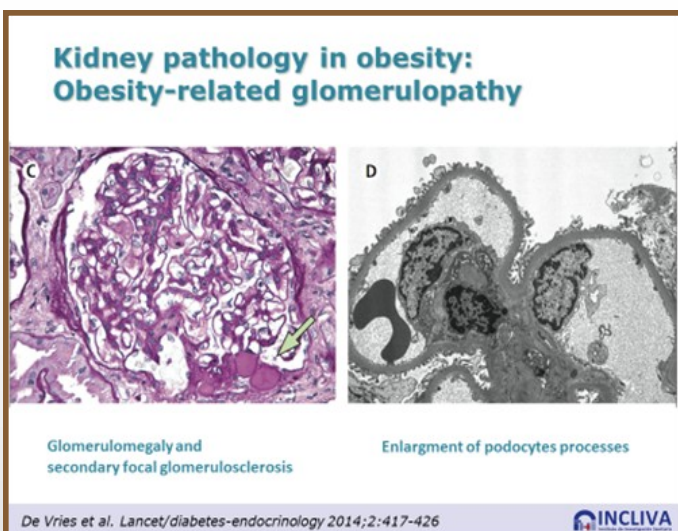 Kidney pathology in obesity:
Obesity-related glomerulopathy
C
D
Glomerulomegaly and
secondary focal glomerulosclerosis
Enlargment of podocytes processes
De Vries et al. Lancet/diabetes-endocrinology 2014;2:417-426
INCLIVA